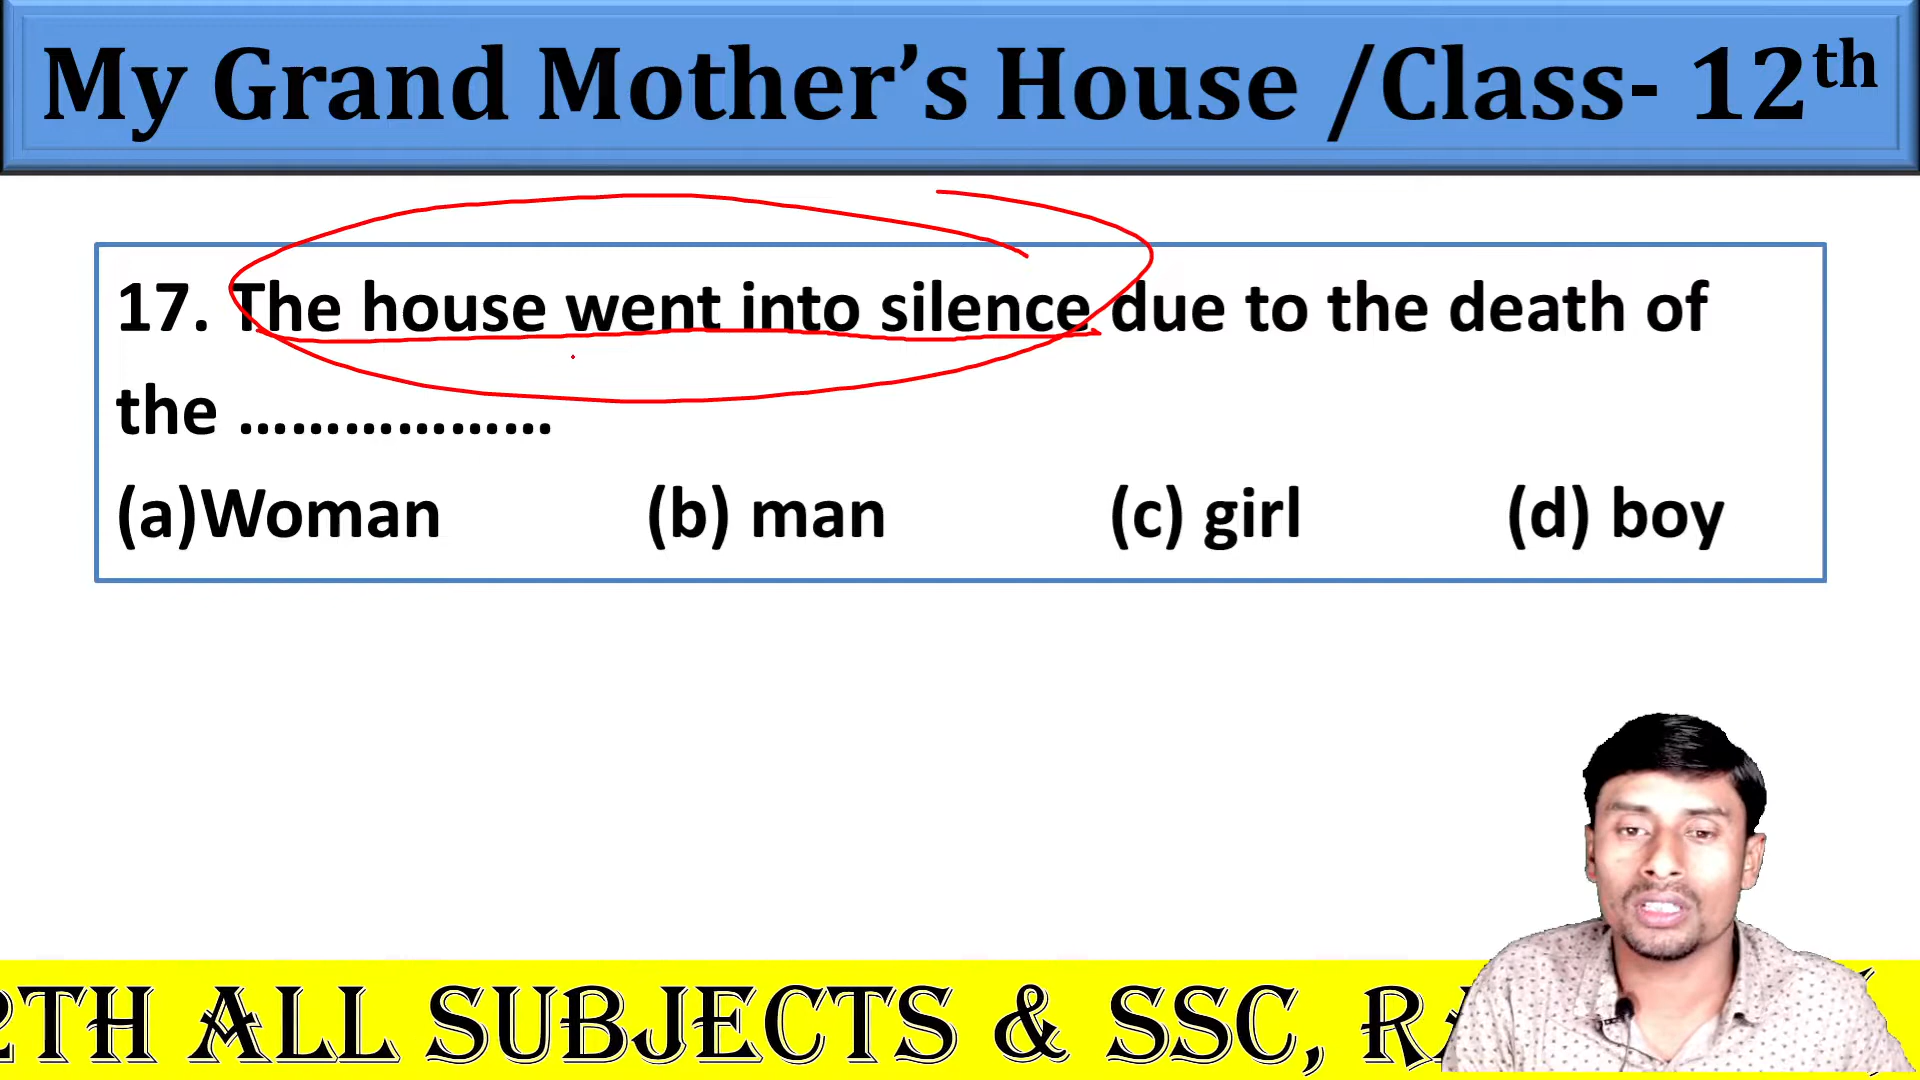 My Grand Mother’s House /Class- 12th
17. The house went into silence due to the death of
the ………………
(a)Woman (b) man (c) girl (d) boy
2TH ALL SUBJECTS & SSC,